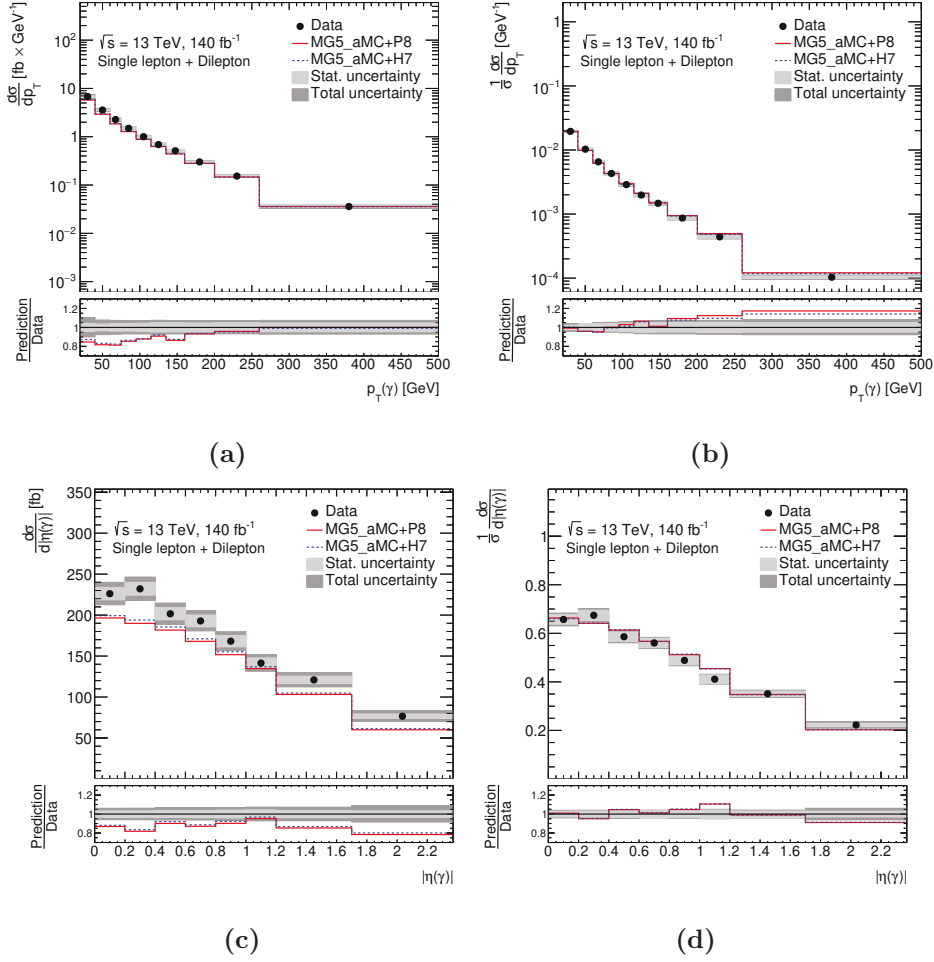 dσ/dp_T [fb × GeV⁻¹]
10²
10
1
10⁻¹
10⁻²
10⁻³
√s = 13 TeV, 140 fb⁻¹
Single lepton + Dilepton
Data
MG5_aMC+P8
MG5_aMC+H7
Stat. uncertainty
Total uncertainty
Prediction
Data
1.2
1
0.8
50 100 150 200 250 300 350 400 450 500
p_T(γ) [GeV]
(a)
1/σ dσ/dp_T [GeV⁻¹]
1
10⁻¹
10⁻²
10⁻³
10⁻⁴
√s = 13 TeV, 140 fb⁻¹
Single lepton + Dilepton
Data
MG5_aMC+P8
MG5_aMC+H7
Stat. uncertainty
Total uncertainty
Prediction
Data
1.2
1
0.8
50 100 150 200 250 300 350 400 450 500
p_T(γ) [GeV]
(b)
dσ/d|η(γ)| [fb]
350
300
250
200
150
100
50
0
√s = 13 TeV, 140 fb⁻¹
Single lepton + Dilepton
Data
MG5_aMC+P8
MG5_aMC+H7
Stat. uncertainty
Total uncertainty
Prediction
Data
1.2
1
0.8
0 0.2 0.4 0.6 0.8 1 1.2 1.4 1.6 1.8 2 2.2
|η(γ)|
(c)
1/σ dσ/d|η(γ)|
1
0.8
0.6
0.4
0.2
√s = 13 TeV, 140 fb⁻¹
Single lepton + Dilepton
Data
MG5_aMC+P8
MG5_aMC+H7
Stat. uncertainty
Total uncertainty
Prediction
Data
1.2
1
0.8
0 0.2 0.4 0.6 0.8 1 1.2 1.4 1.6 1.8 2 2.2
|η(γ)|
(d)